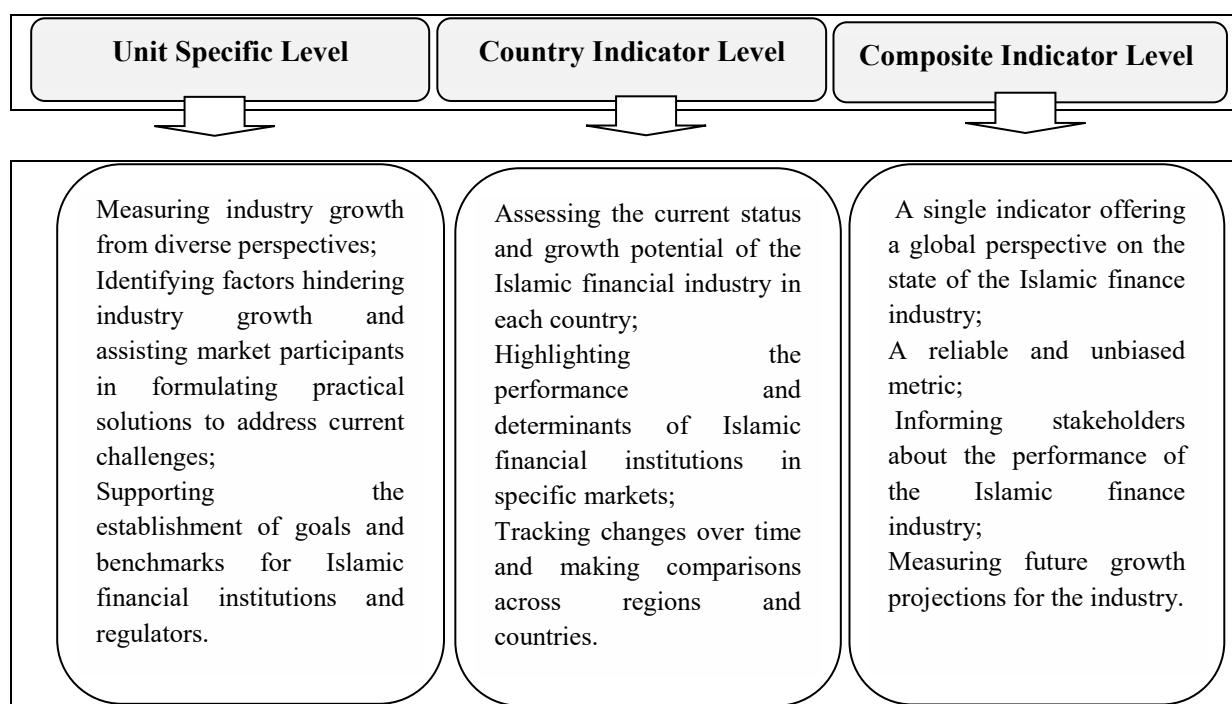 Unit Specific Level
Country Indicator Level
Composite Indicator Level
Measuring industry growth
from diverse perspectives;
Identifying factors hindering
industry growth and
assisting market participants
in formulating practical
solutions to address current
challenges;
Supporting the
establishment of goals and
benchmarks for Islamic
financial institutions and
regulators.
Assessing the current status
and growth potential of the
Islamic financial industry in
each country;
Highlighting the
performance and
determinants of Islamic
financial institutions in
specific markets;
Tracking changes over time
and making comparisons
across regions and
countries.
A single indicator offering
a global perspective on the
state of the Islamic finance
industry;
A reliable and unbiased
metric;
Informing stakeholders
about the performance of
the Islamic finance
industry;
Measuring future growth
projections for the industry.